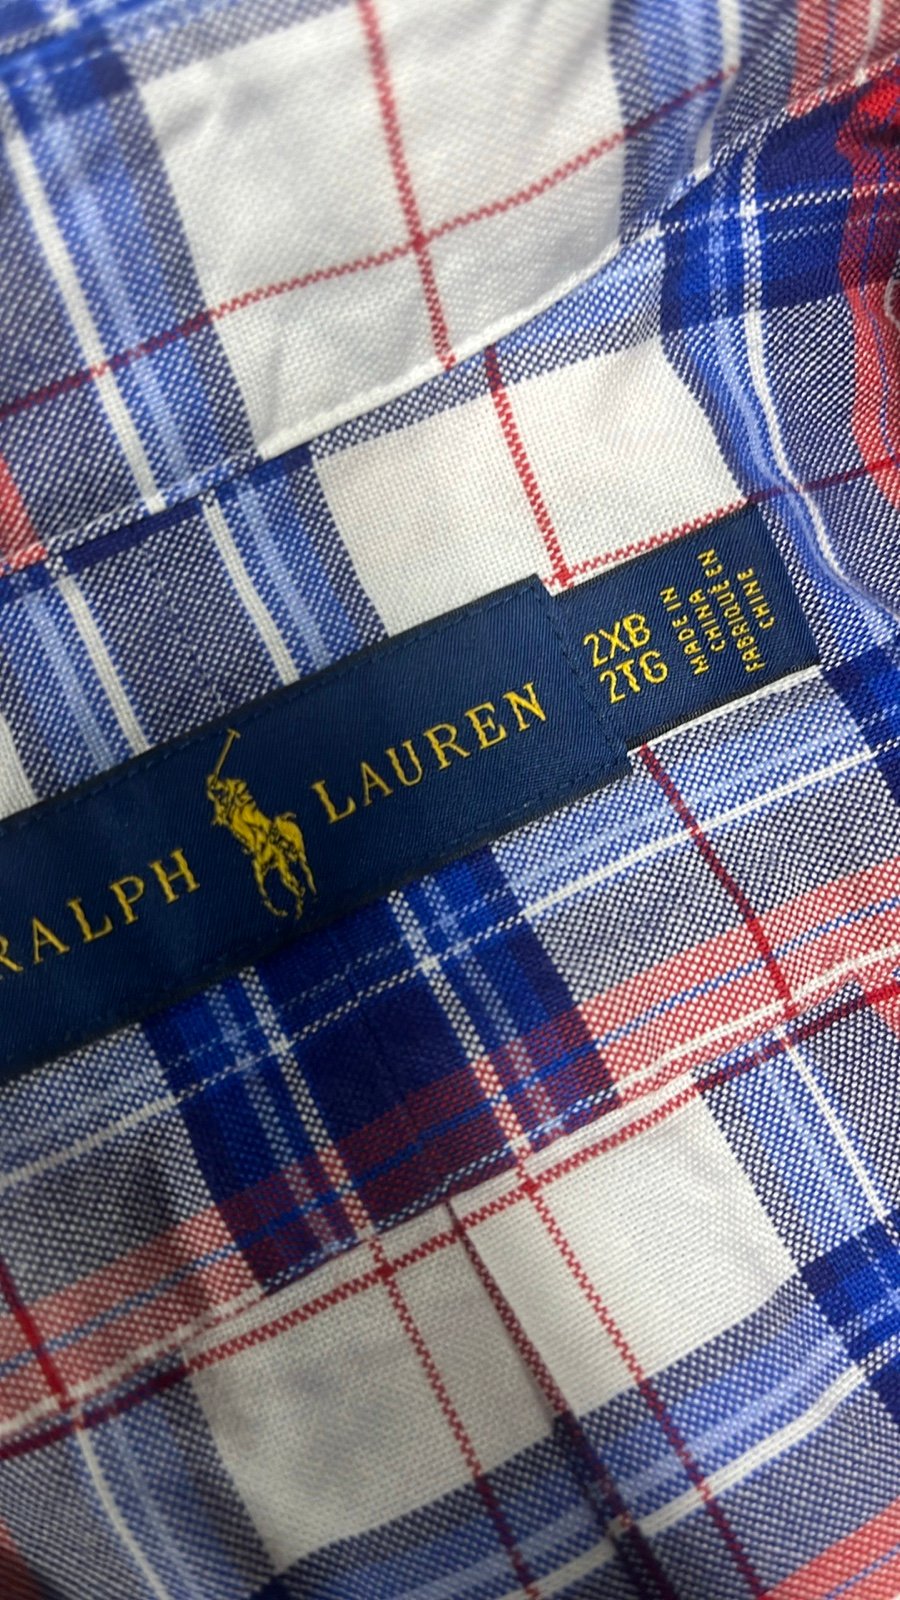 RALPH LAUREN
2XB
2TG
MADE IN
CHINA
FABRIQUÉ EN
CHINE